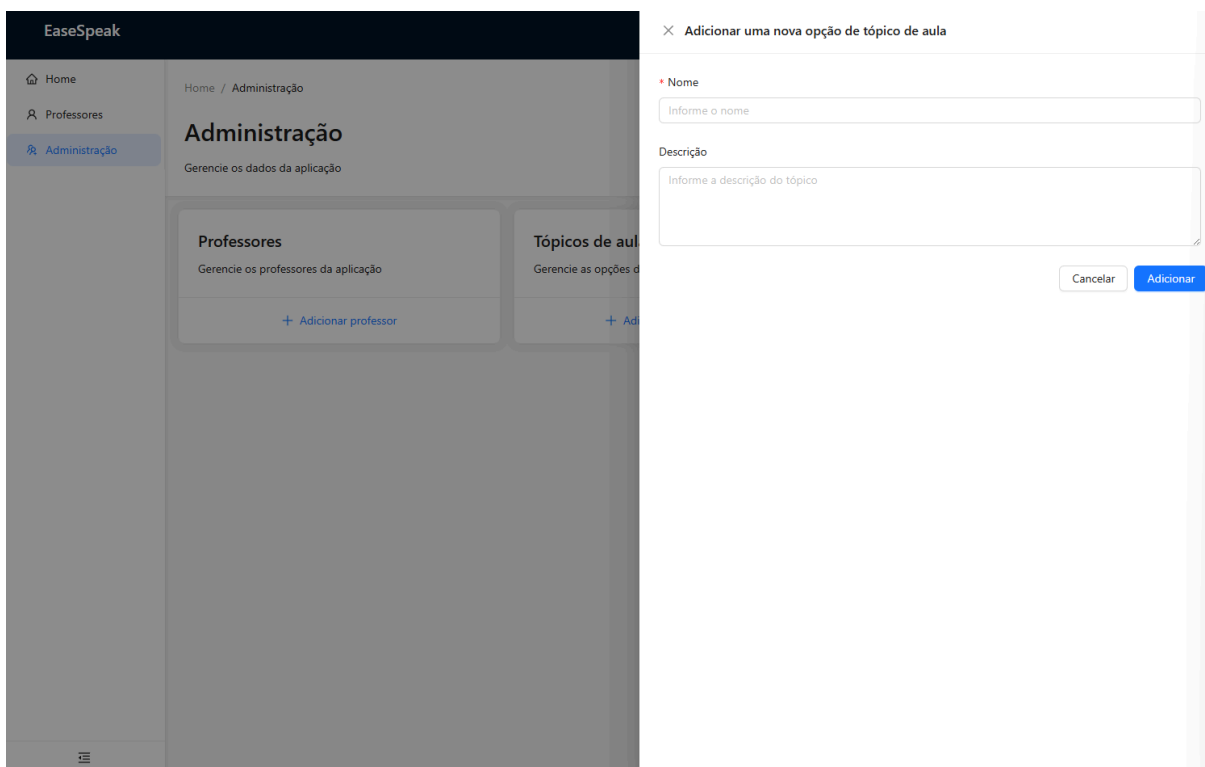 EaseSpeak
Home
Professores
Administração
Home / Administração
Administração
Gerencie os dados da aplicação
Professores
Gerencie os professores da aplicação
+ Adicionar professor
Tópicos de
Gerencie as opções
+
Adicionar uma nova opção de tópico de aula
* Nome
Informe o nome
Descrição
Informe a descrição do tópico
Cancelar
Adicionar